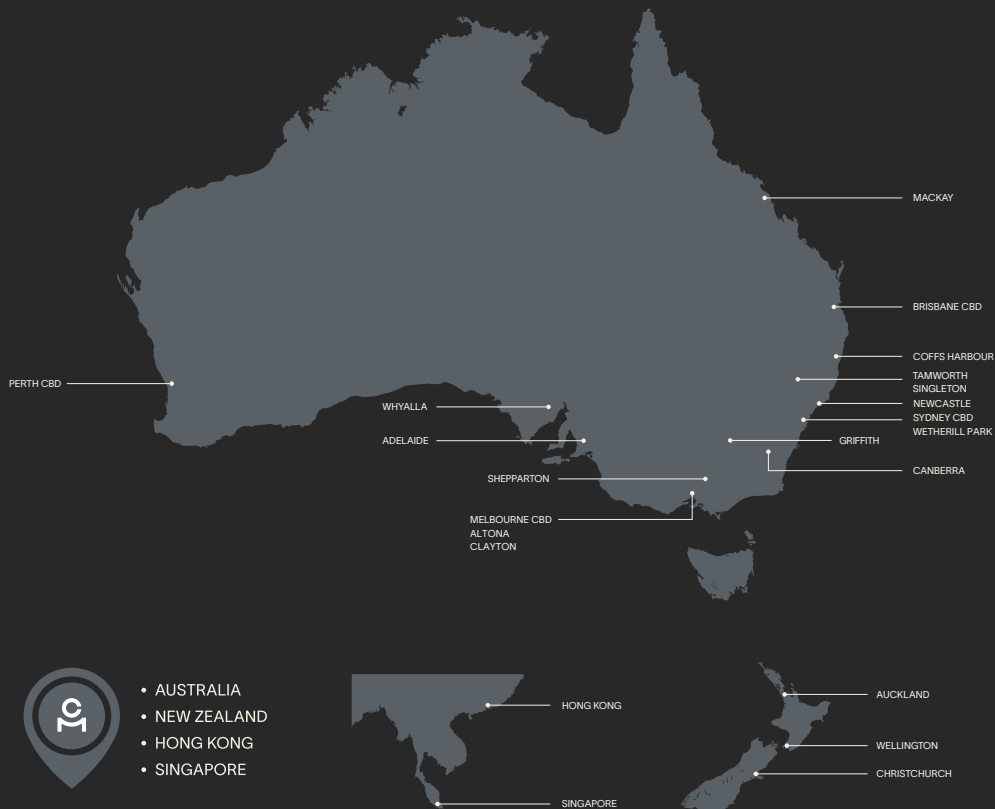 MACKAY
BRISBANE CBD
COFFS HARBOUR
PERTH CBD
TAMWORTH
SINGLETON
WHYALLA
NEWCASTLE
SYDNEY CBD
WETHERILL PARK
ADELAIDE
GRIFFITH
CANBERRA
SHEPPARTON
MELBOURNE CBD
ALTONA
CLAYTON
• AUSTRALIA
• NEW ZEALAND
• HONG KONG
• SINGAPORE
HONG KONG
SINGAPORE
AUCKLAND
WELLINGTON
CHRISTCHURCH